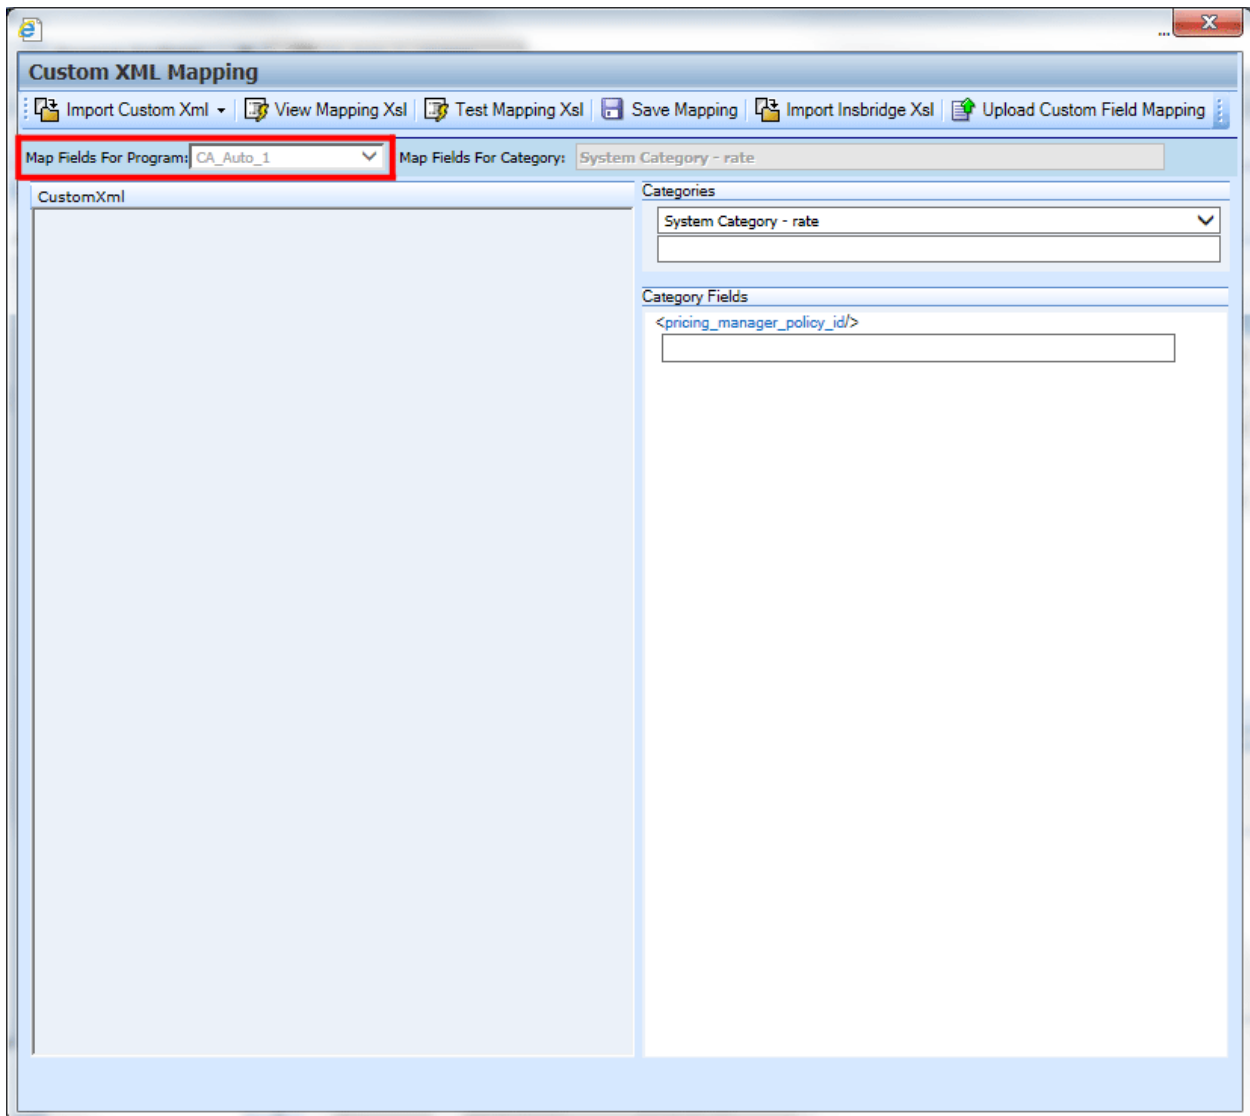 ...
Custom XML Mapping
Import Custom Xml View Mapping Xsl Test Mapping Xsl Save Mapping Import Insbridge Xsl Upload Custom Field Mapping
Map Fields For Program: CA_Auto_1 Map Fields For Category: System Category - rate
CustomXml
Categories
System Category - rate
Category Fields
<pricing_manager_policy_id/>